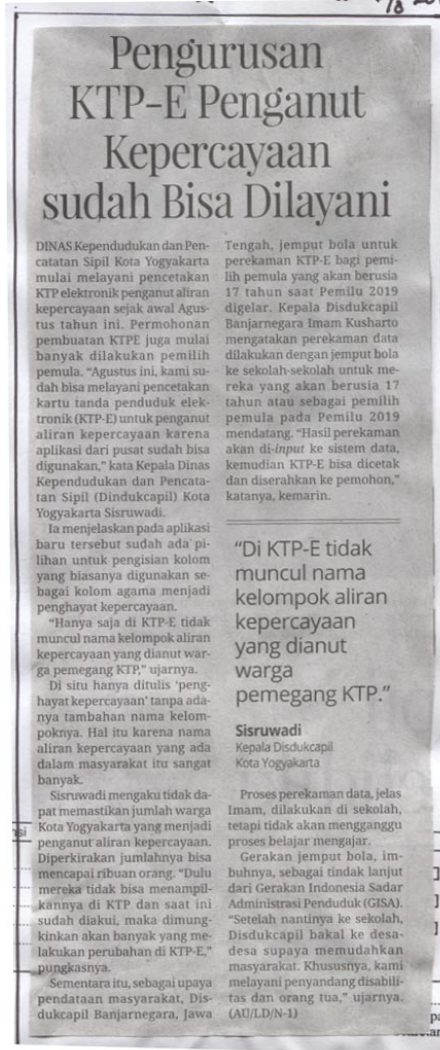 Pengurusan
KTP-E Penganut
Kepercayaan
sudah Bisa Dilayani
DINAS Kependudukan dan Pen-
catatan Sipil Kota Yogyakarta
mulai melayani pencetakan
KTP elektronik penganut aliran
kepercayaan sejak awal Agus-
tus tahun ini. Permohonan
pembuatan KTPE juga mulai
banyak dilakukan pemilih
pemula. “Agustus ini, kami su-
dah bisa melayani pencetakan
kartu tanda penduduk elek-
tronik (KTP-E) untuk penganut
aliran kepercayaan karena
aplikasi dari pusat sudah bisa
digunakan,” kata Kepala Dinas
Kependudukan dan Pencata-
tan Sipil (Dindukcapil) Kota
Yogyakarta Sisruwadi.
Ia menjelaskan pada aplikasi
baru tersebut sudah ada pi-
lihan untuk pengisian kolom
yang biasanya digunakan se-
bagai kolom agama menjadi
penghayat kepercayaan.
“Hanya saja di KTP-E tidak
muncul nama kelompok aliran
kepercayaan yang dianut war-
ga pemegang KTP,” ujarnya.
Di situ hanya ditulis ‘peng-
hayat kepercayaan’ tanpa ada-
nya tambahan nama kelom-
poknya. Hal itu karena nama
aliran kepercayaan yang ada
dalam masyarakat itu sangat
banyak.
Sisruwadi mengaku tidak da-
pat memastikan jumlah warga
Kota Yogyakarta yang menjadi
penganut aliran kepercayaan.
Diperkirakan jumlahnya bisa
mencapai ribuan orang. “Dulu
mereka tidak bisa menampil-
kannya di KTP dan saat ini
sudah diakui, maka dimung-
kinkan akan banyak yang me-
lakukan perubahan di KTP-E,”
pungkasnya.
Sementara itu, sebagai upaya
pendataan masyarakat, Dis-
dukcapil Banjarnegara, Jawa
Tengah, jemput bola untuk
perekaman KTP-E bagi pemi-
lih pemula yang akan berusia
17 tahun saat Pemilu 2019
digelar. Kepala Disdukcapil
Banjarnegara Imam Kusharto
mengatakan perekaman data
dilakukan dengan jemput bola
ke sekolah-sekolah untuk me-
reka yang akan berusia 17
tahun atau sebagai pemilih
pemula pada Pemilu 2019
mendatang. “Hasil perekaman
akan di-input ke sistem data,
kemudian KTP-E bisa dicetak
dan diserahkan ke pemohon,”
katanya, kemarin.
“Di KTP-E tidak
muncul nama
kelompok aliran
kepercayaan
yang dianut
warga
pemegang KTP.”
Sisruwadi
Kepala Disdukcapil
Kota Yogyakarta
Proses perekaman data, jelas
Imam, dilakukan di sekolah,
tetapi tidak akan mengganggu
proses belajar mengajar.
Gerakan jemput bola, im-
buhnya, sebagai tindak lanjut
dari Gerakan Indonesia Sadar
Administrasi Penduduk (GISA).
“Setelah nantinya ke sekolah,
Disdukcapil bakal ke desa-
desa supaya memudahkan
masyarakat. Khususnya, kami
melayani penyandang disabili-
tas dan orang tua,” ujarnya.
(AU/LD/N-1)